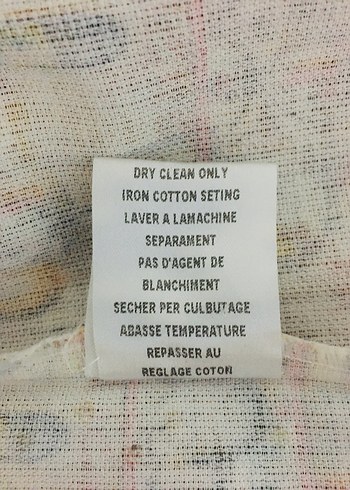 DRY CLEAN ONLY
IRON COTTON SETING
LAVER A LAMACHINE
SEPARAMENT
PAS D'AGENT DE
BLANCHIMENT
SECHER PER CULBUTAGE
ABASSE TEMPERATURE
REPASSER AU
REGLAGE COTON